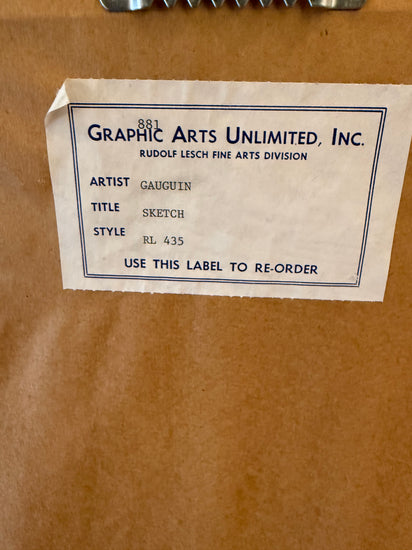 881
GRAPHIC ARTS UNLIMITED, INC.
RUDOLF LESCH FINE ARTS DIVISION
ARTIST GAUGUIN
TITLE SKETCH
STYLE RL 435
USE THIS LABEL TO RE-ORDER